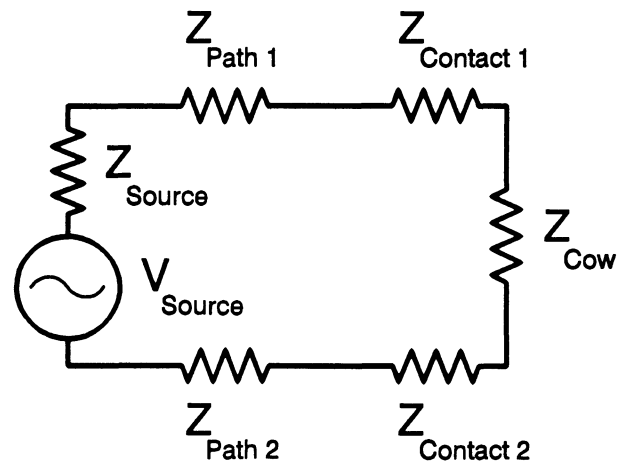 Z Path 1
Z Contact 1
Z Source
Z Cow
V Source
Z Path 2
Z Contact 2